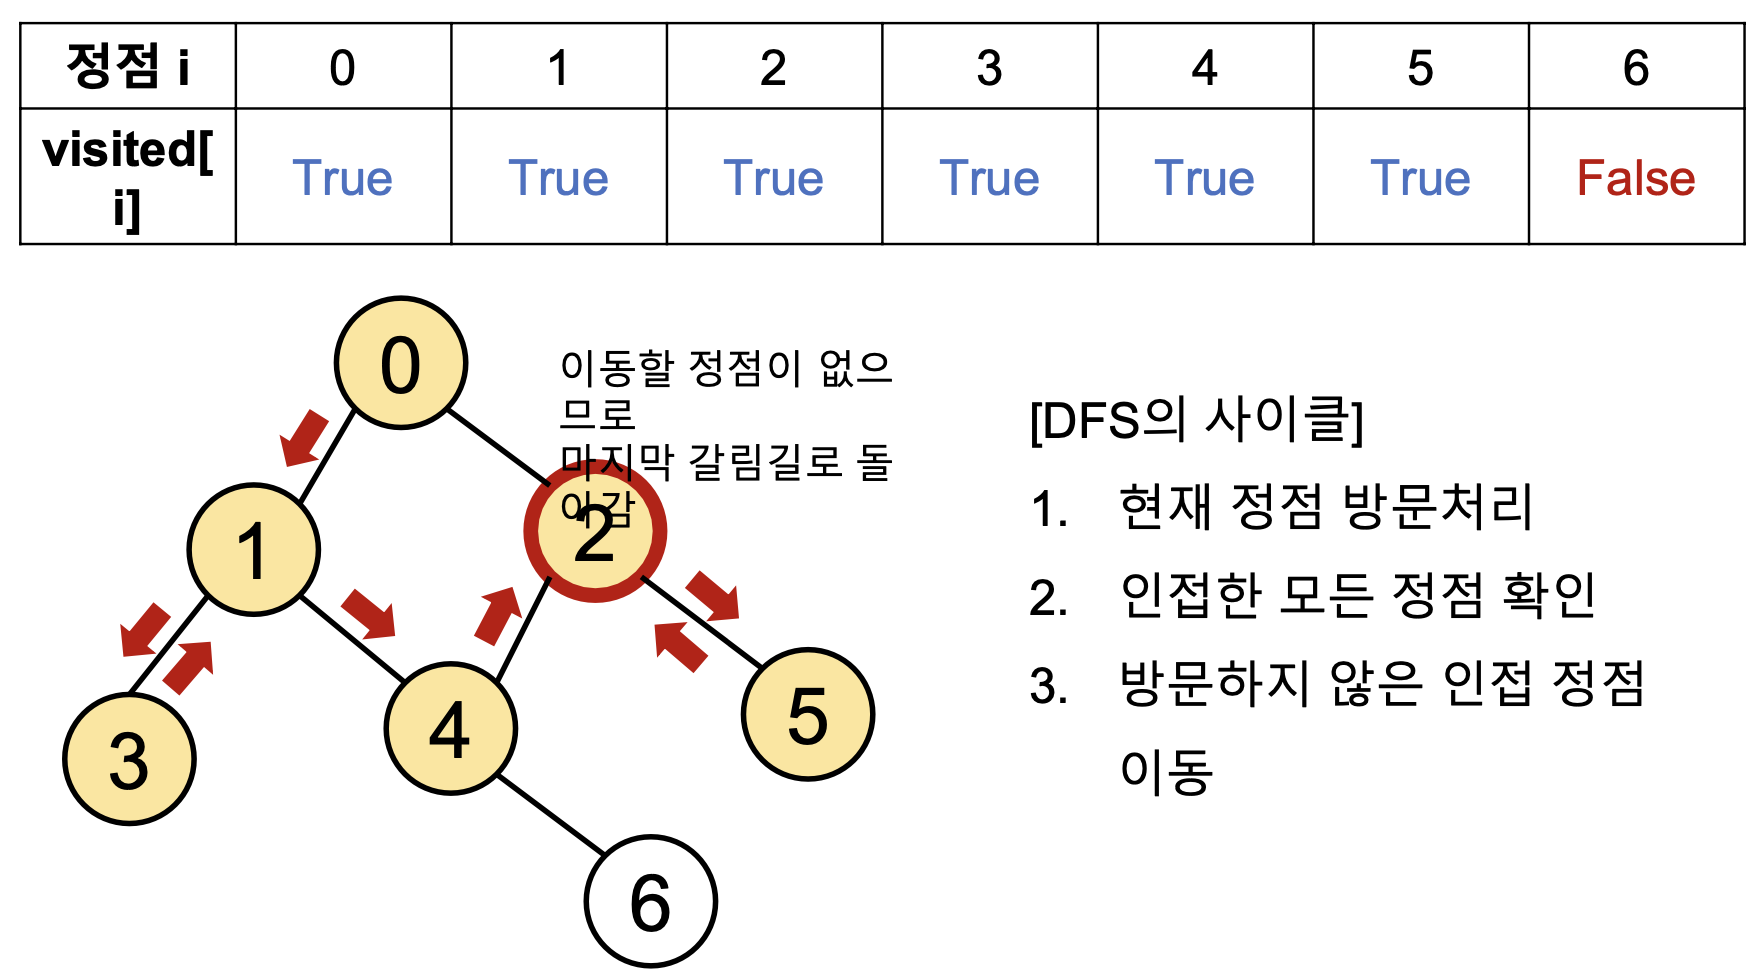 정점 i 0 1 2 3 4 5 6
visited[
i] True True True True True True False
0
이동할 정점이 없으
므로
마지막 갈림길로 돌
아감
1
2
3
4
5
6
[DFS의 사이클]
1. 현재 정점 방문처리
2. 인접한 모든 정점 확인
3. 방문하지 않은 인접 정점
이동